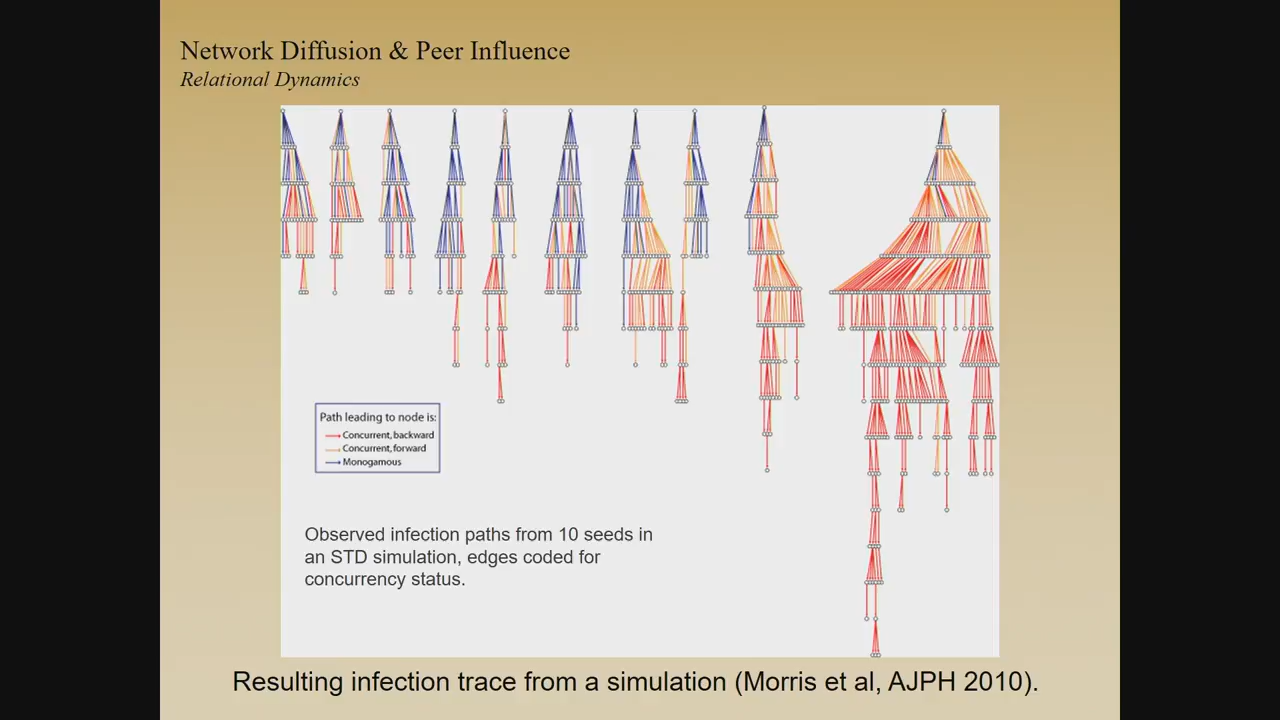 Network Diffusion & Peer Influence
Relational Dynamics
Path leading to node is:
Concurrent, backward
Concurrent, forward
Monogamous
Observed infection paths from 10 seeds in
an STD simulation, edges coded for
concurrency status.
Resulting infection trace from a simulation (Morris et al, AJPH 2010).